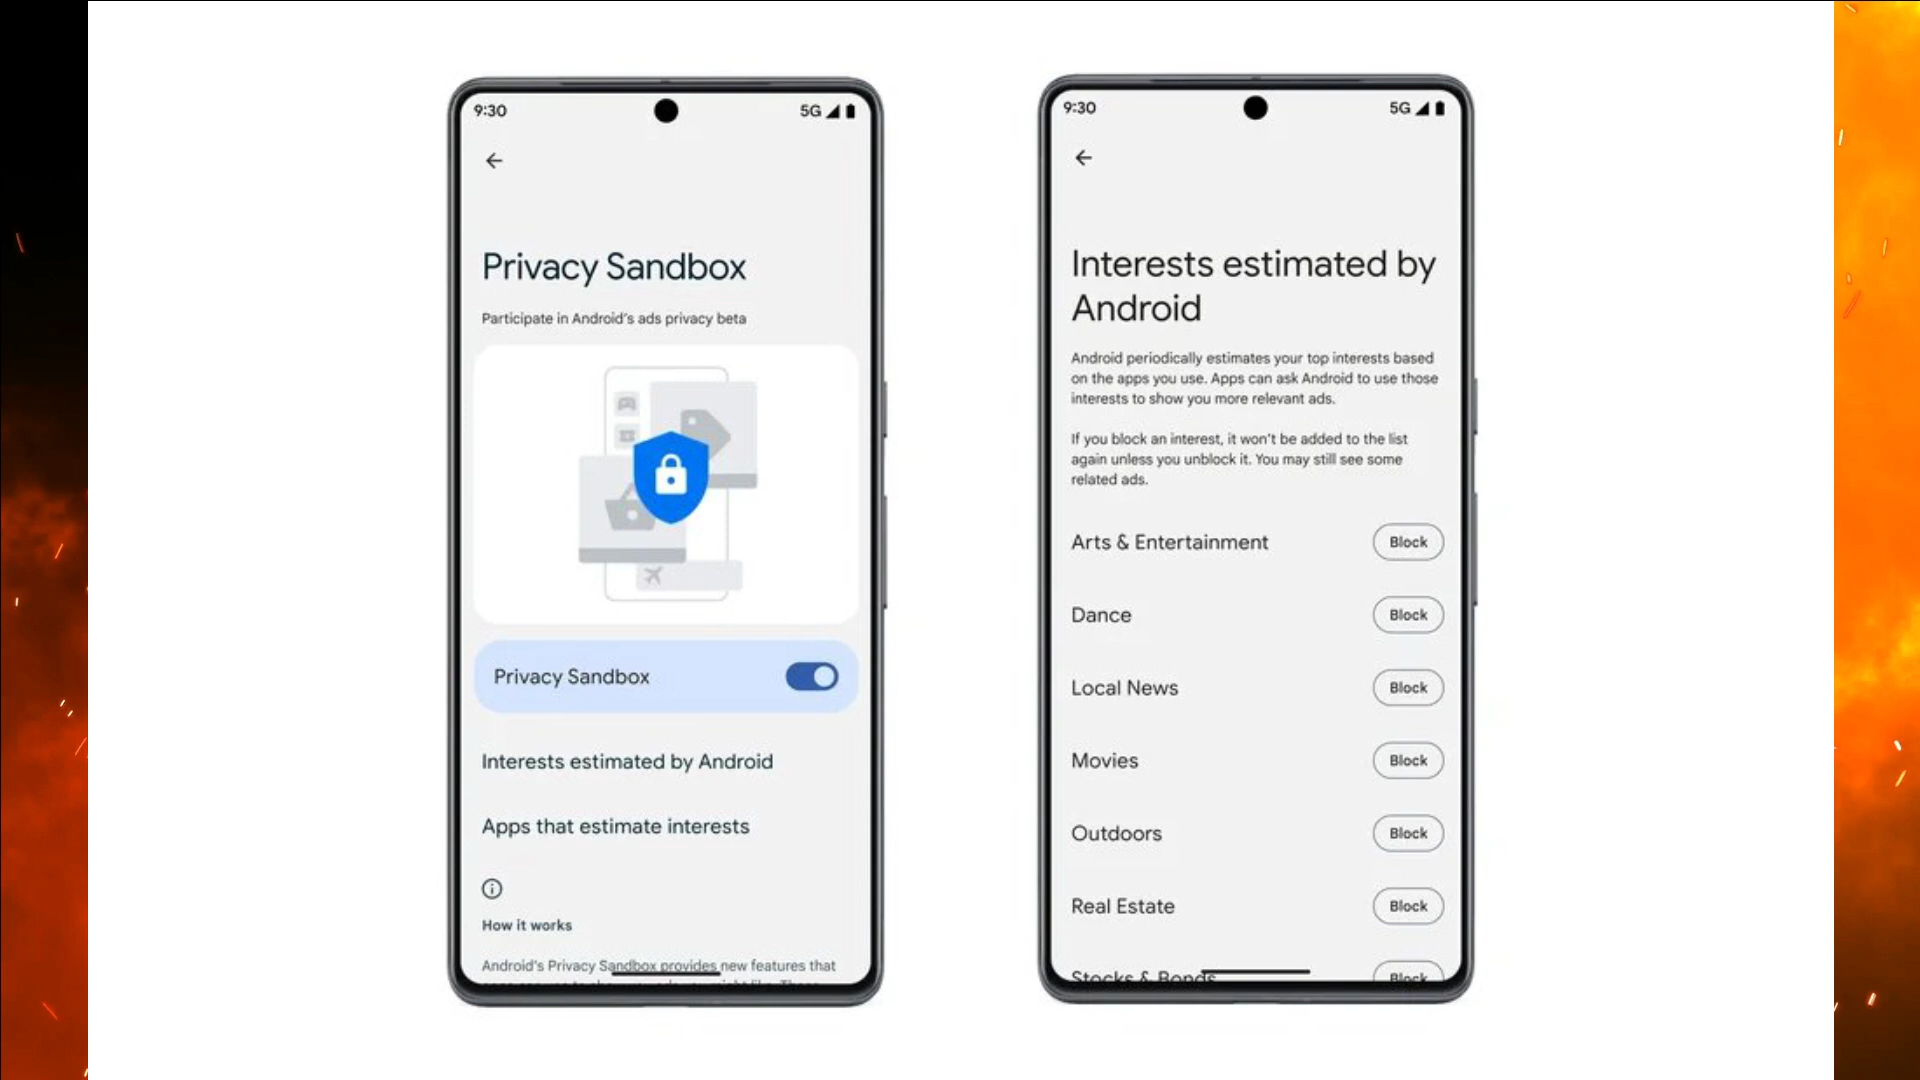 9:30
5G
Privacy Sandbox
Participate in Android's ads privacy beta
Privacy Sandbox
Interests estimated by Android
Apps that estimate interests
How it works
Android's Privacy Sandbox provides new features that
9:30
5G
Interests estimated by
Android
Android periodically estimates your top interests based
on the apps you use. Apps can ask Android to use those
interests to show you more relevant ads.
If you block an interest, it won't be added to the list
again unless you unblock it. You may still see some
related ads.
Arts & Entertainment Block
Dance Block
Local News Block
Movies Block
Outdoors Block
Real Estate Block
Stocks & Bonds Block